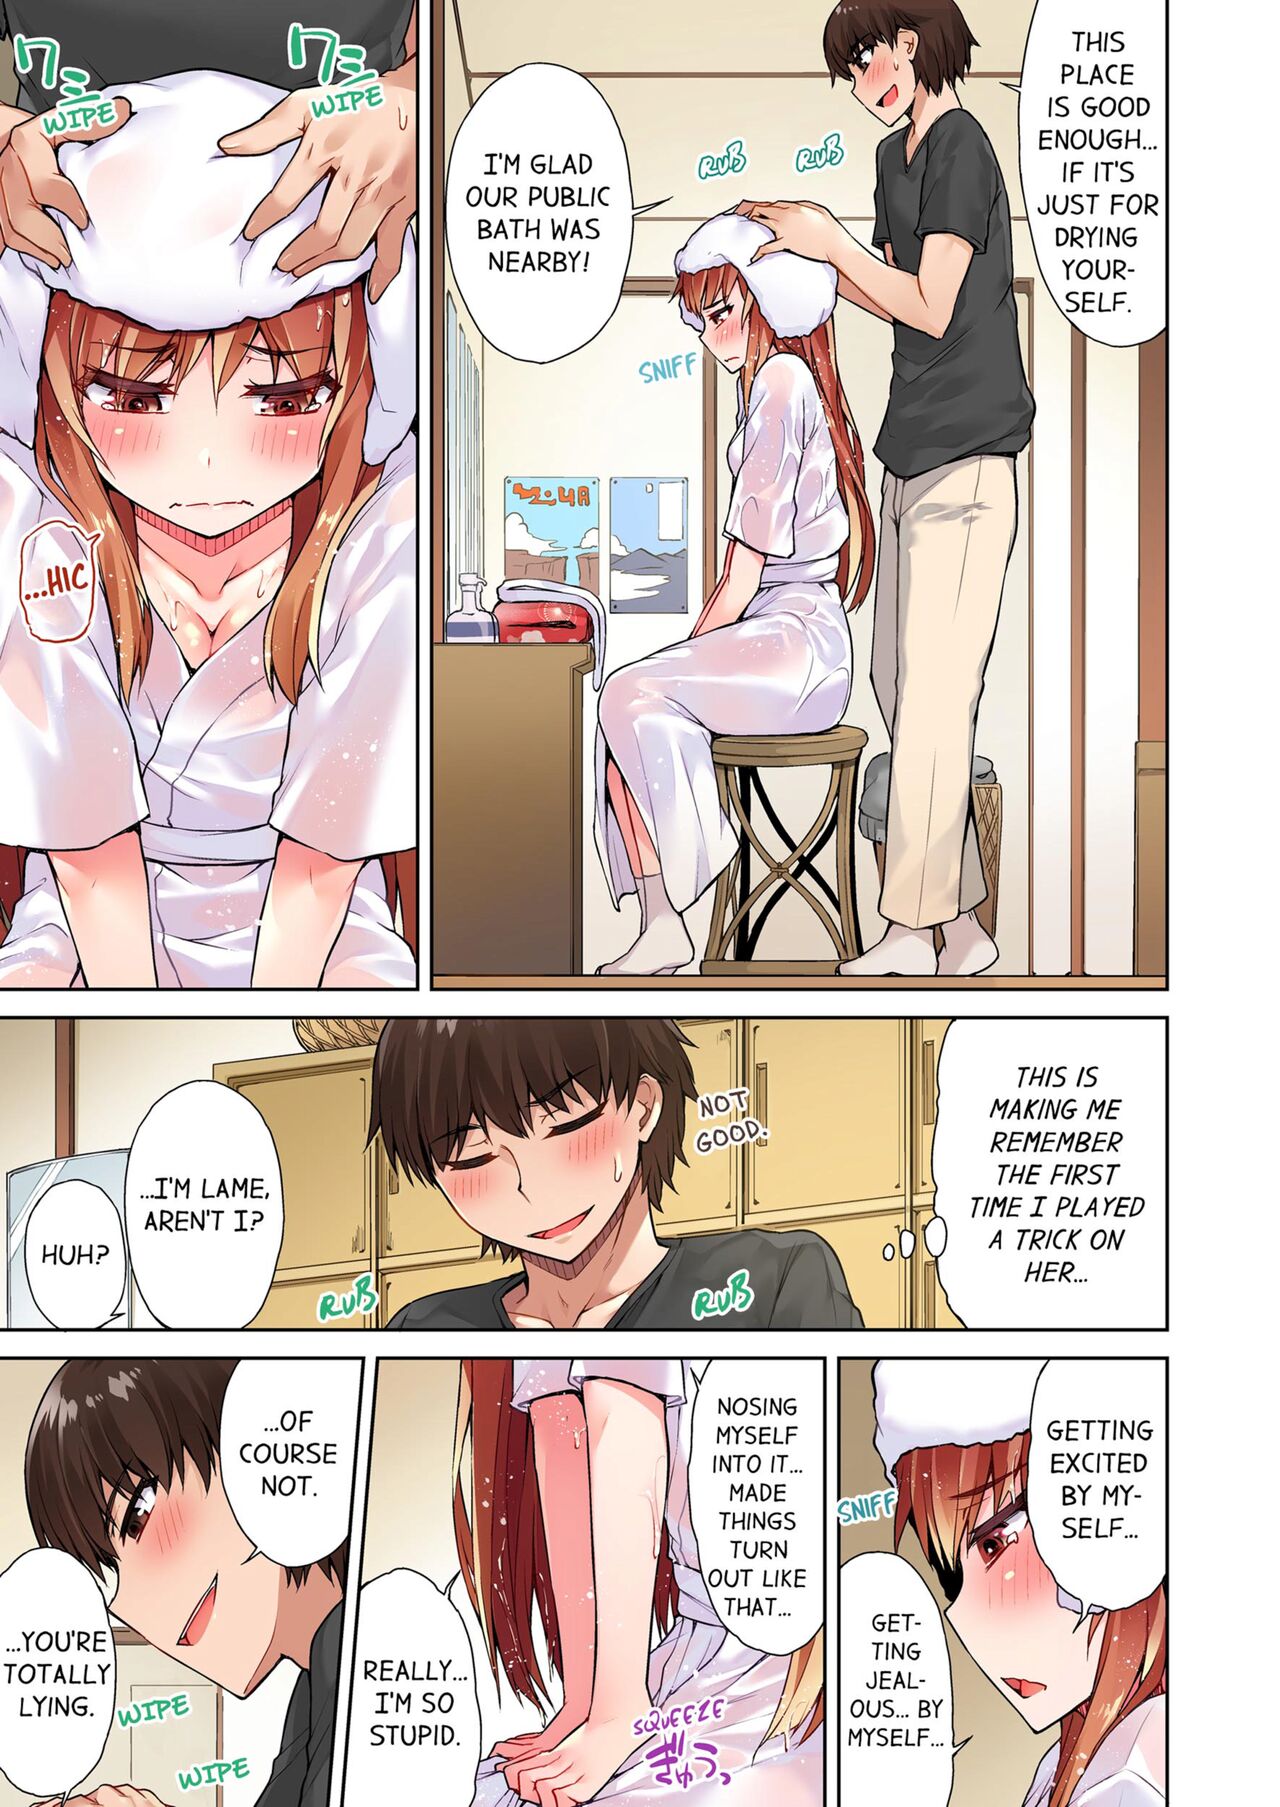 THIS
PLACE
IS GOOD
ENOUGH...
IF IT'S
JUST FOR
DRYING
YOUR-
SELF.
I'M GLAD
OUR PUBLIC
BATH WAS
NEARBY!
RUB
RUB
SNIFF
ワシ
WIPE
ワシ
WIPE
...HIC
THIS IS
MAKING ME
REMEMBER
THE FIRST
TIME I PLAYED
A TRICK ON
HER...
NOT
GOOD.
RUB
RUB
...I'M LAME,
AREN'T I?
HUH?
GETTING
EXCITED
BY MY-
SELF...
SNIFF
GET-
TING
JEAL-
OUS... BY
MYSELF...
NOSING
MYSELF
INTO IT...
MADE
THINGS
TURN
OUT LIKE
THAT...
REALLY...
I'M SO
STUPID.
SQUEEZE
ぎゅうっ
...OF
COURSE
NOT.
...YOU'RE
TOTALLY
LYING.
WIPE
WIPE